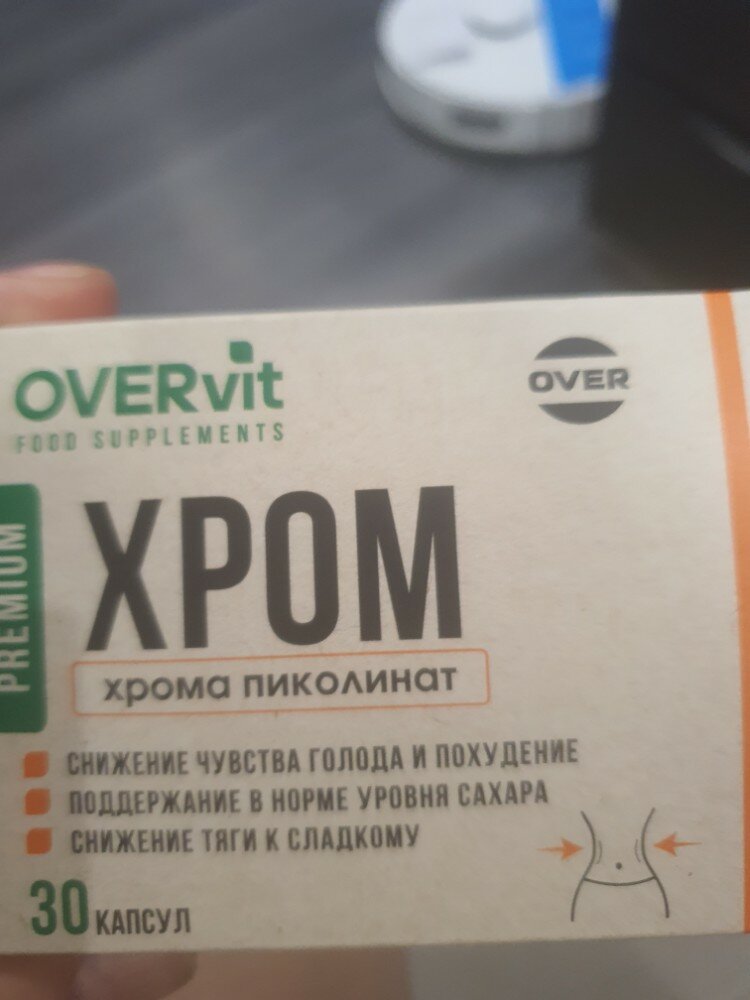 OVERvit
FOOD SUPPLEMENTS
OVER
PREMIUM
ХРОМ
хрома пиколинат
СНИЖЕНИЕ ЧУВСТВА ГОЛОДА И ПОХУДЕНИЕ
ПОДДЕРЖАНИЕ В НОРМЕ УРОВНЯ САХАРА
СНИЖЕНИЕ ТЯГИ К СЛАДКОМУ
30 КАПСУЛ